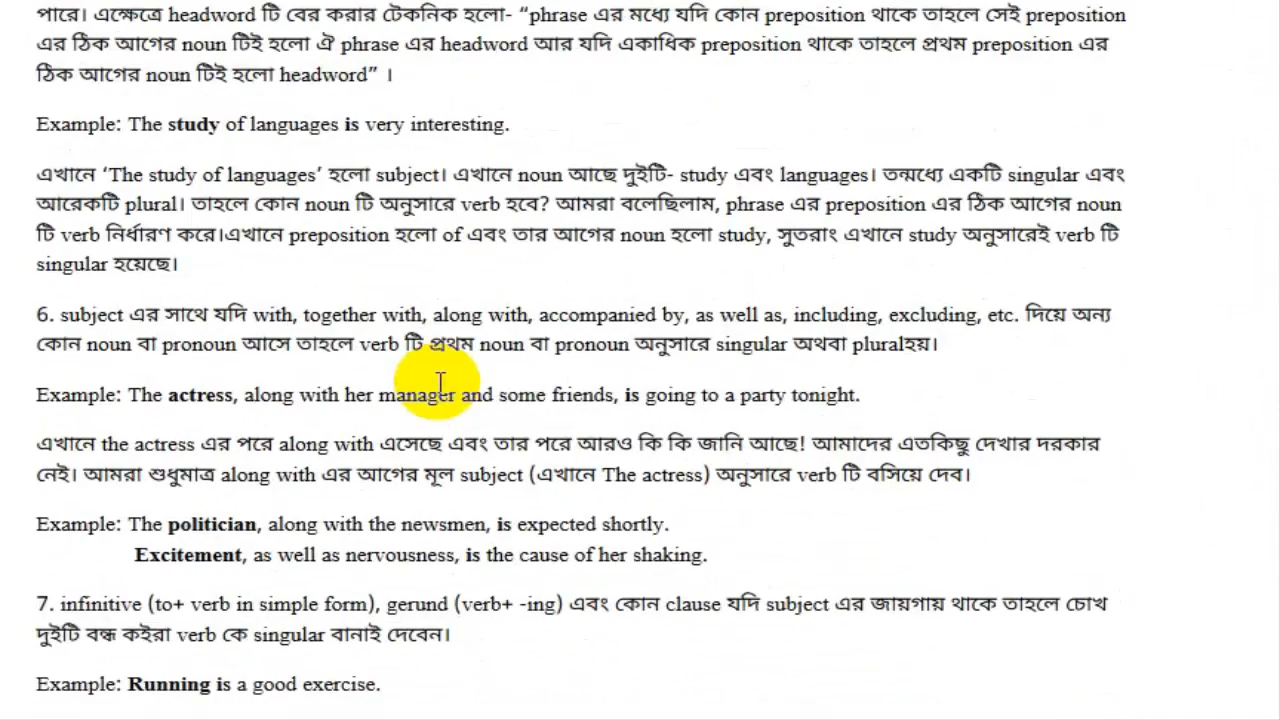 পারে। এক্ষেত্রে headword টি বের করার টেকনিক হলো- “phrase এর মধ্যে যদি কোন preposition থাকে তাহলে সেই preposition
এর ঠিক আগের noun টিই হলো ঐ phrase এর headword আর যদি একাধিক preposition থাকে তাহলে প্রথম preposition এর
ঠিক আগের noun টিই হলো headword” ।
Example: The study of languages is very interesting.
এখানে ‘The study of languages’ হলো subject। এখানে noun আছে দুইটি- study এবং languages। তন্মধ্যে একটি singular এবং
আরেকটি plural। তাহলে কোন noun টি অনুসারে verb হবে? আমরা বলেছিলাম, phrase এর preposition এর ঠিক আগের noun
টি verb নির্ধারণ করে।এখানে preposition হলো of এবং তার আগের noun হলো study, সুতরাং এখানে study অনুসারেই verb টি
singular হয়েছে।
6. subject এর সাথে যদি with, together with, along with, accompanied by, as well as, including, excluding, etc. দিয়ে অন্য
কোন noun বা pronoun আসে তাহলে verb টি প্রথম noun বা pronoun অনুসারে singular অথবা pluralহয়।
Example: The actress, along with her manager and some friends, is going to a party tonight.
এখানে the actress এর পরে along with এসেছে এবং তার পরে আরও কি কি জানি আছে! আমাদের এতকিছু দেখার দরকার
নেই। আমরা শুধুমাত্র along with এর আগের মূল subject (এখানে The actress) অনুসারে verb টি বসিয়ে দেব।
Example: The politician, along with the newsmen, is expected shortly.
Excitement, as well as nervousness, is the cause of her shaking.
7. infinitive (to+ verb in simple form), gerund (verb+ -ing) এবং কোন clause যদি subject এর জায়গায় থাকে তাহলে চোখ
দুইটি বন্ধ কইরা verb কে singular বানাই দেবেন।
Example: Running is a good exercise.